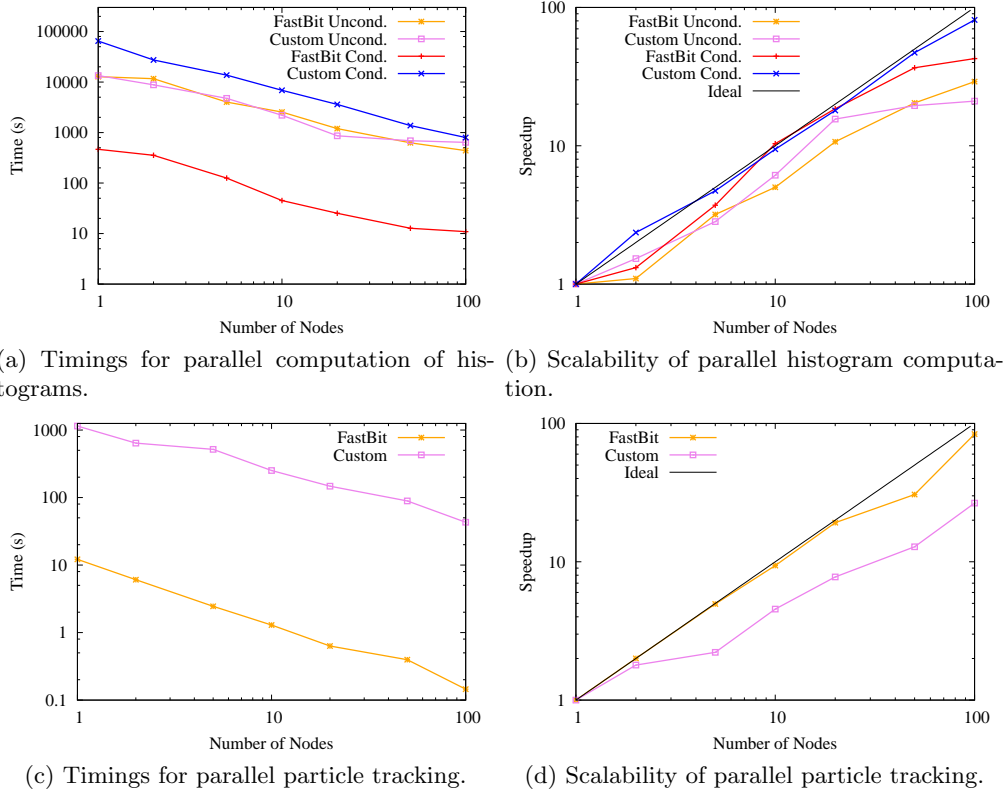 FastBit Uncond.
Custom Uncond.
FastBit Cond.
Custom Cond.
100000
10000
1000
100
10
1
Time (s)
1 10 100
Number of Nodes
FastBit Uncond.
Custom Uncond.
FastBit Cond.
Custom Cond.
Ideal
100
10
1
Speedup
1 10 100
Number of Nodes
(a) Timings for parallel computation of his-
tograms.
(b) Scalability of parallel histogram computa-
tion.
FastBit
Custom
1000
100
10
1
0.1
Time (s)
1 10 100
Number of Nodes
FastBit
Custom
Ideal
100
10
1
Speedup
1 10 100
Number of Nodes
(c) Timings for parallel particle tracking.
(d) Scalability of parallel particle tracking.